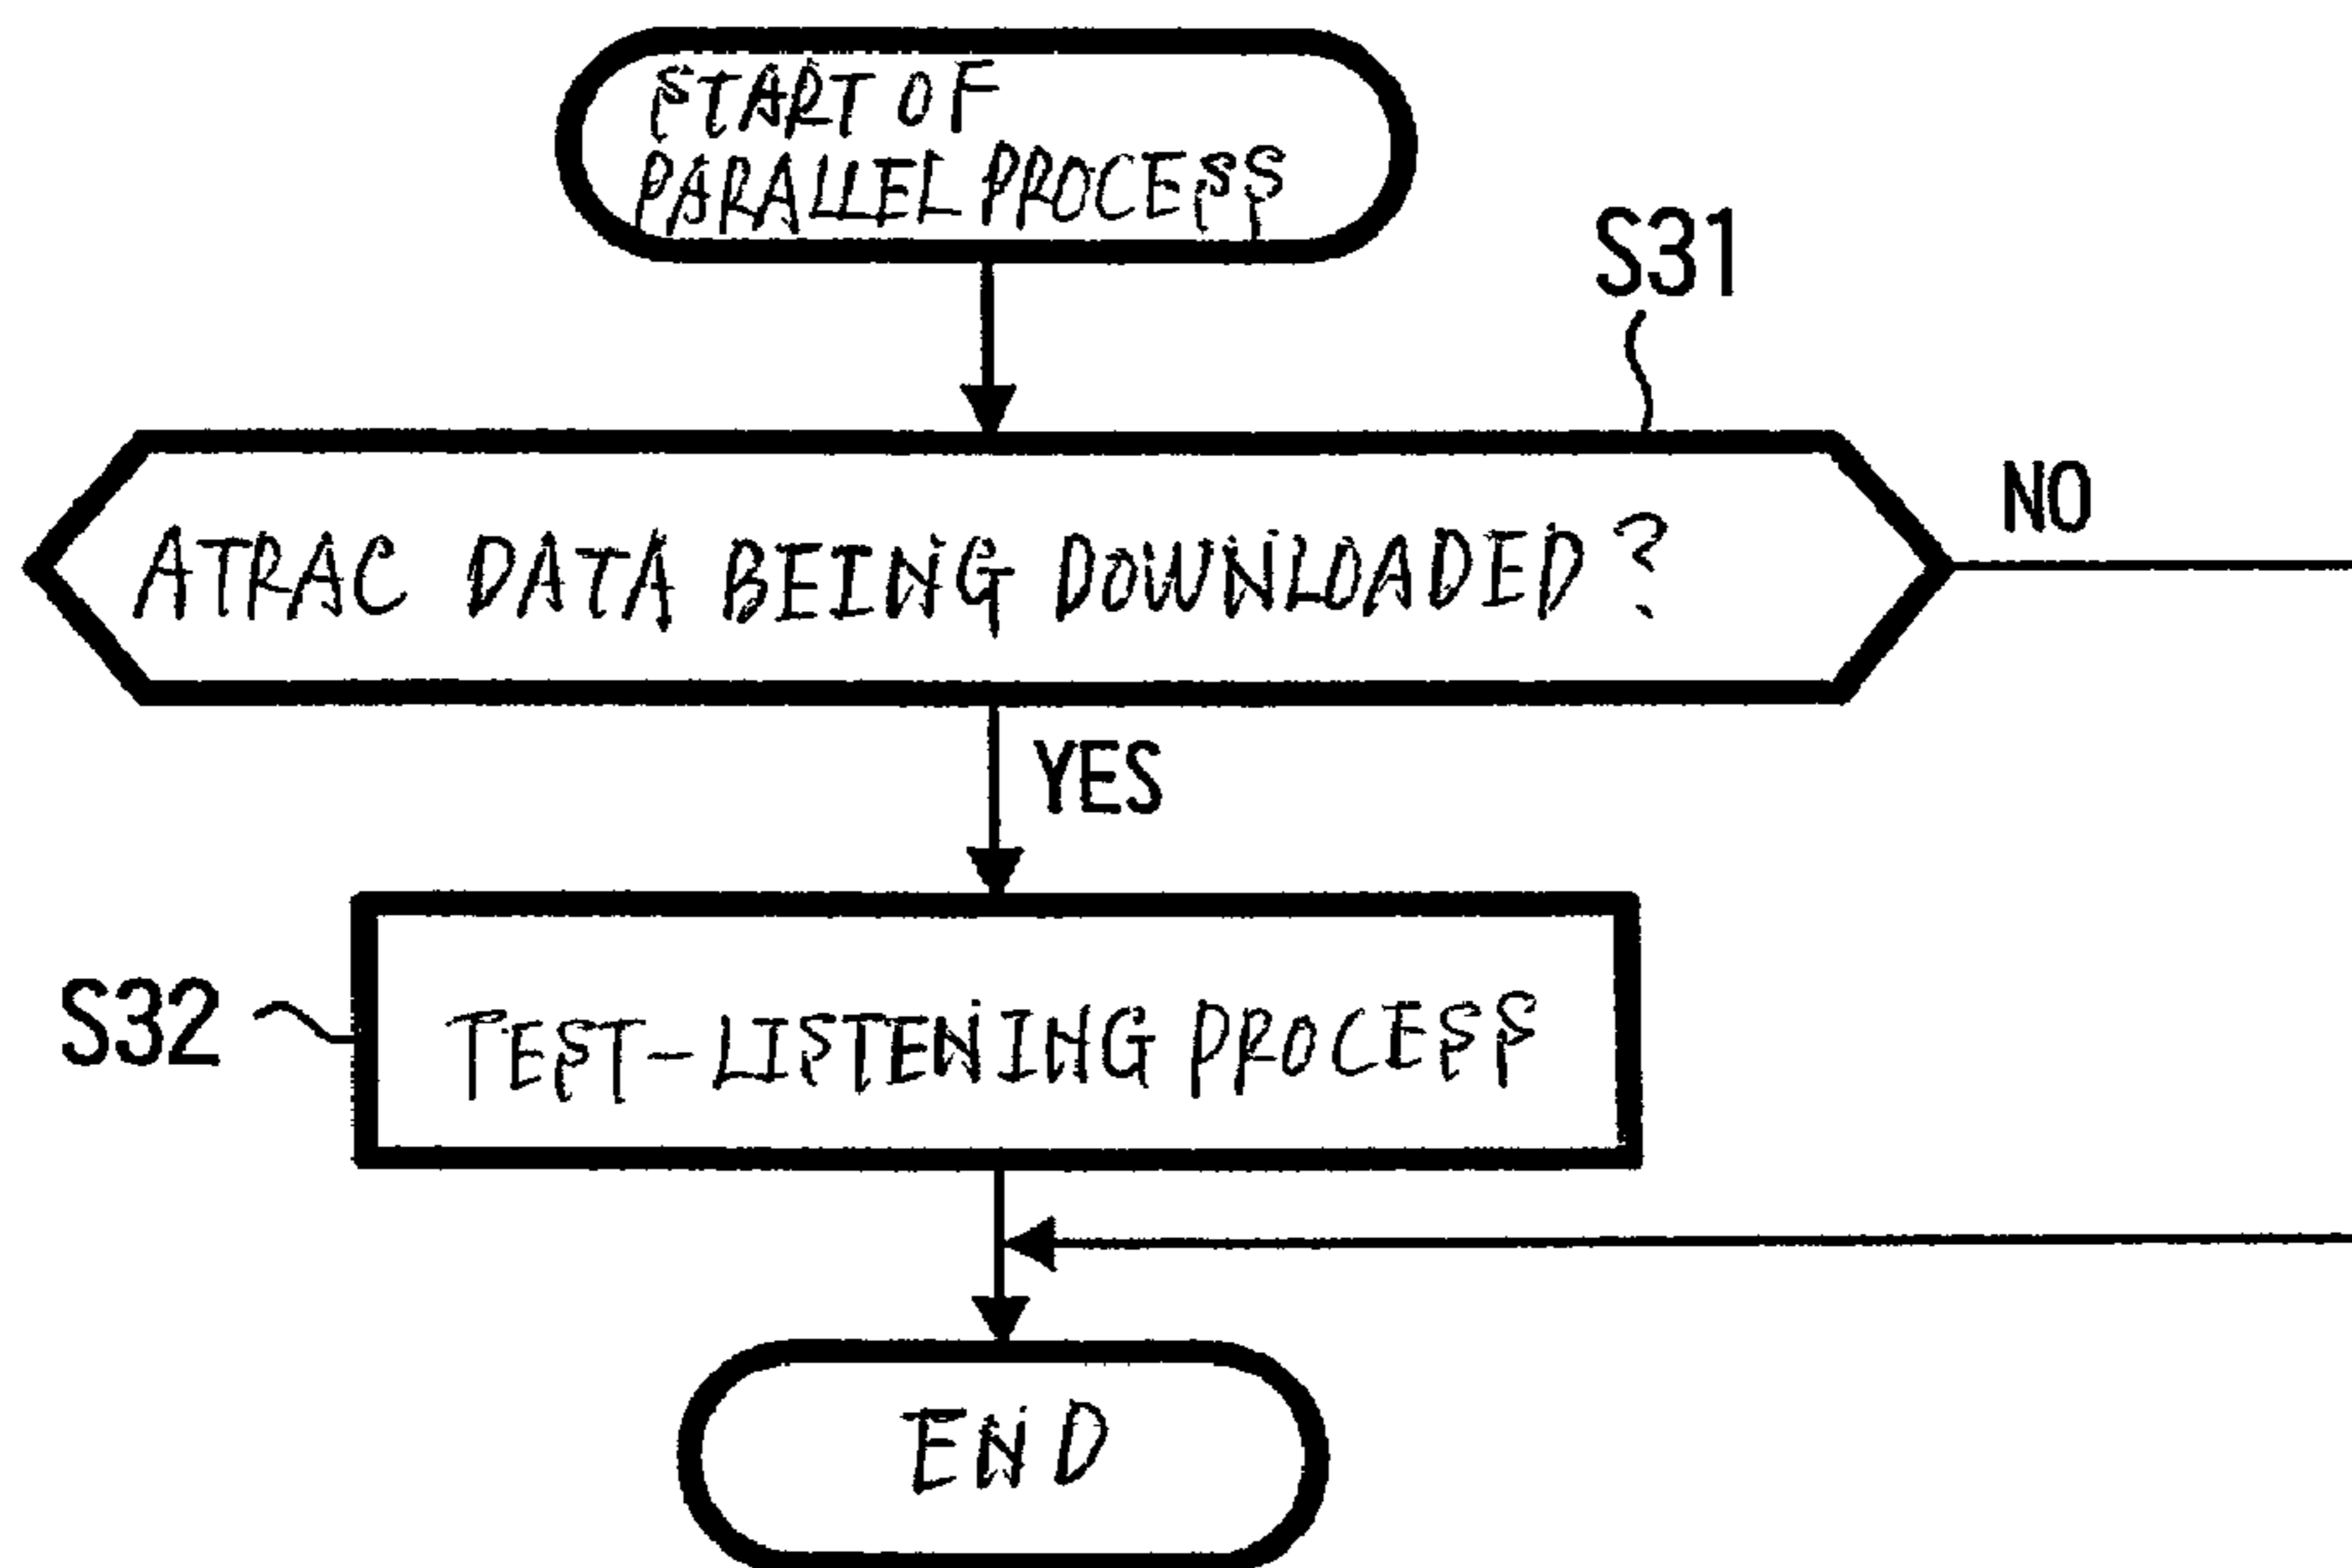 START OF
PARALLEL PROCESS
S31
ATRAC DATA BEING DOWNLOADED?
NO
YES
S32
TEST-LISTENING PROCESS
END